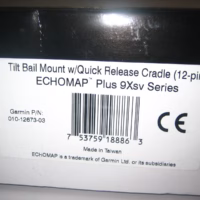 Tilt Bail Mount w/Quick Release Cradle (12-pin
ECHOMAP™ Plus 9Xsv Series
Garmin P/N:
010-12673-03
7 53759 18886 3
CE
Made in Taiwan
ECHOMAP is a trademark of Garmin Ltd. or its subsidiaries